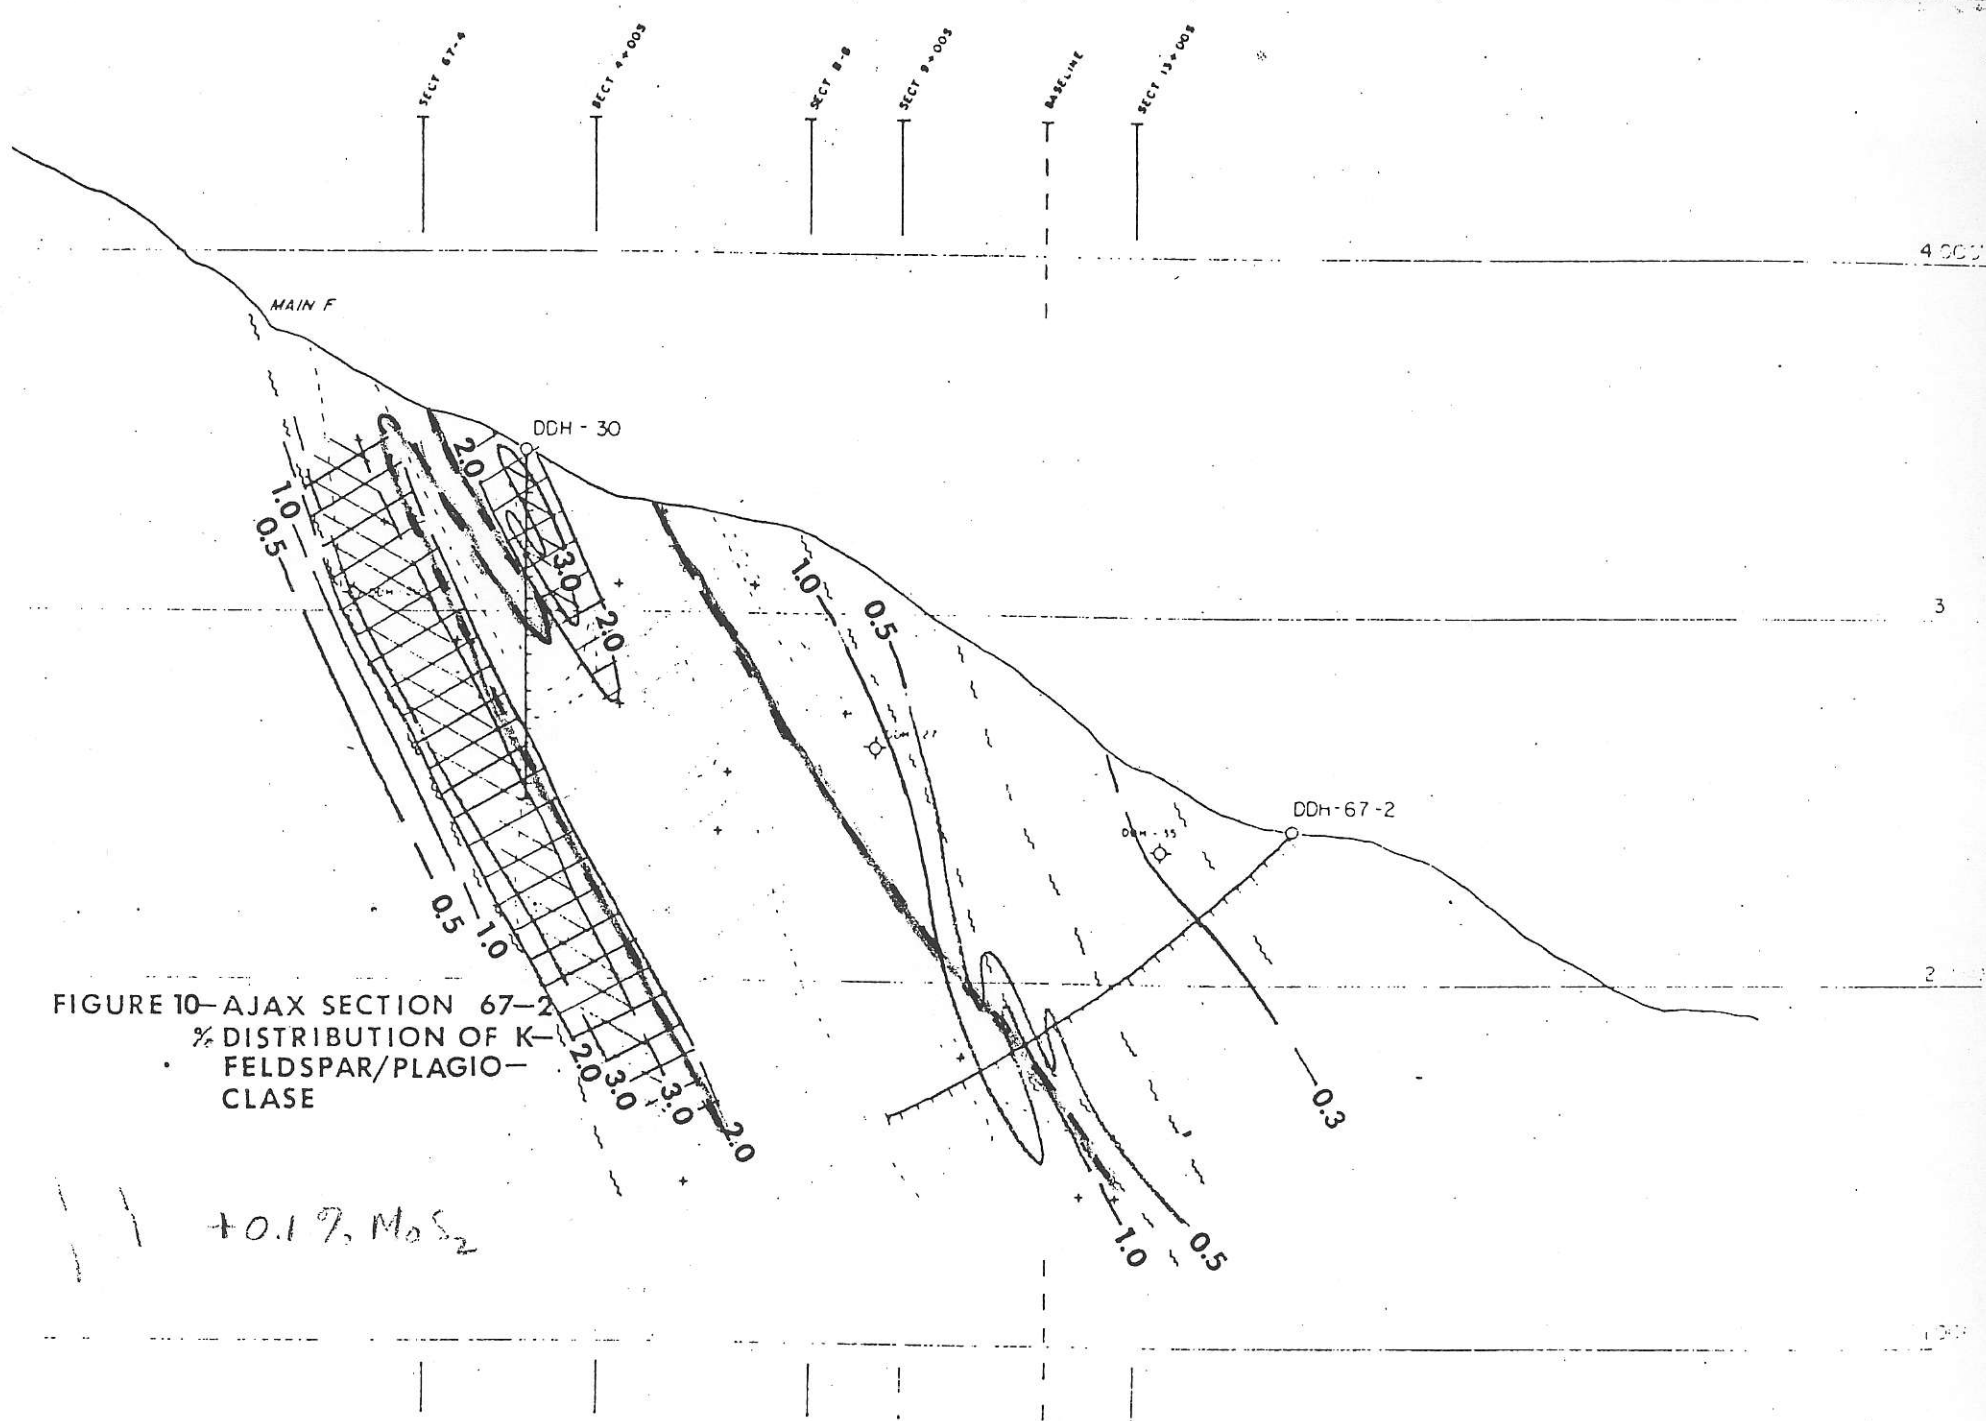 SECT 67-4
SECT 4+00S
SECT B-B
SECT 9+00S
BASELINE
SECT 13+00S
MAIN F
DDH - 30
2.0
1.0
0.5
3.0
2.0
3
1.0
0.5
DDH-67-2
0.5
1.0
2
FIGURE 10-AJAX SECTION 67-2
% DISTRIBUTION OF K-
FELDSPAR/PLAGIO-
CLASE
2.0
3.0
3.0
2.0
0.3
+0.1 % MoS2
1.0
0.5